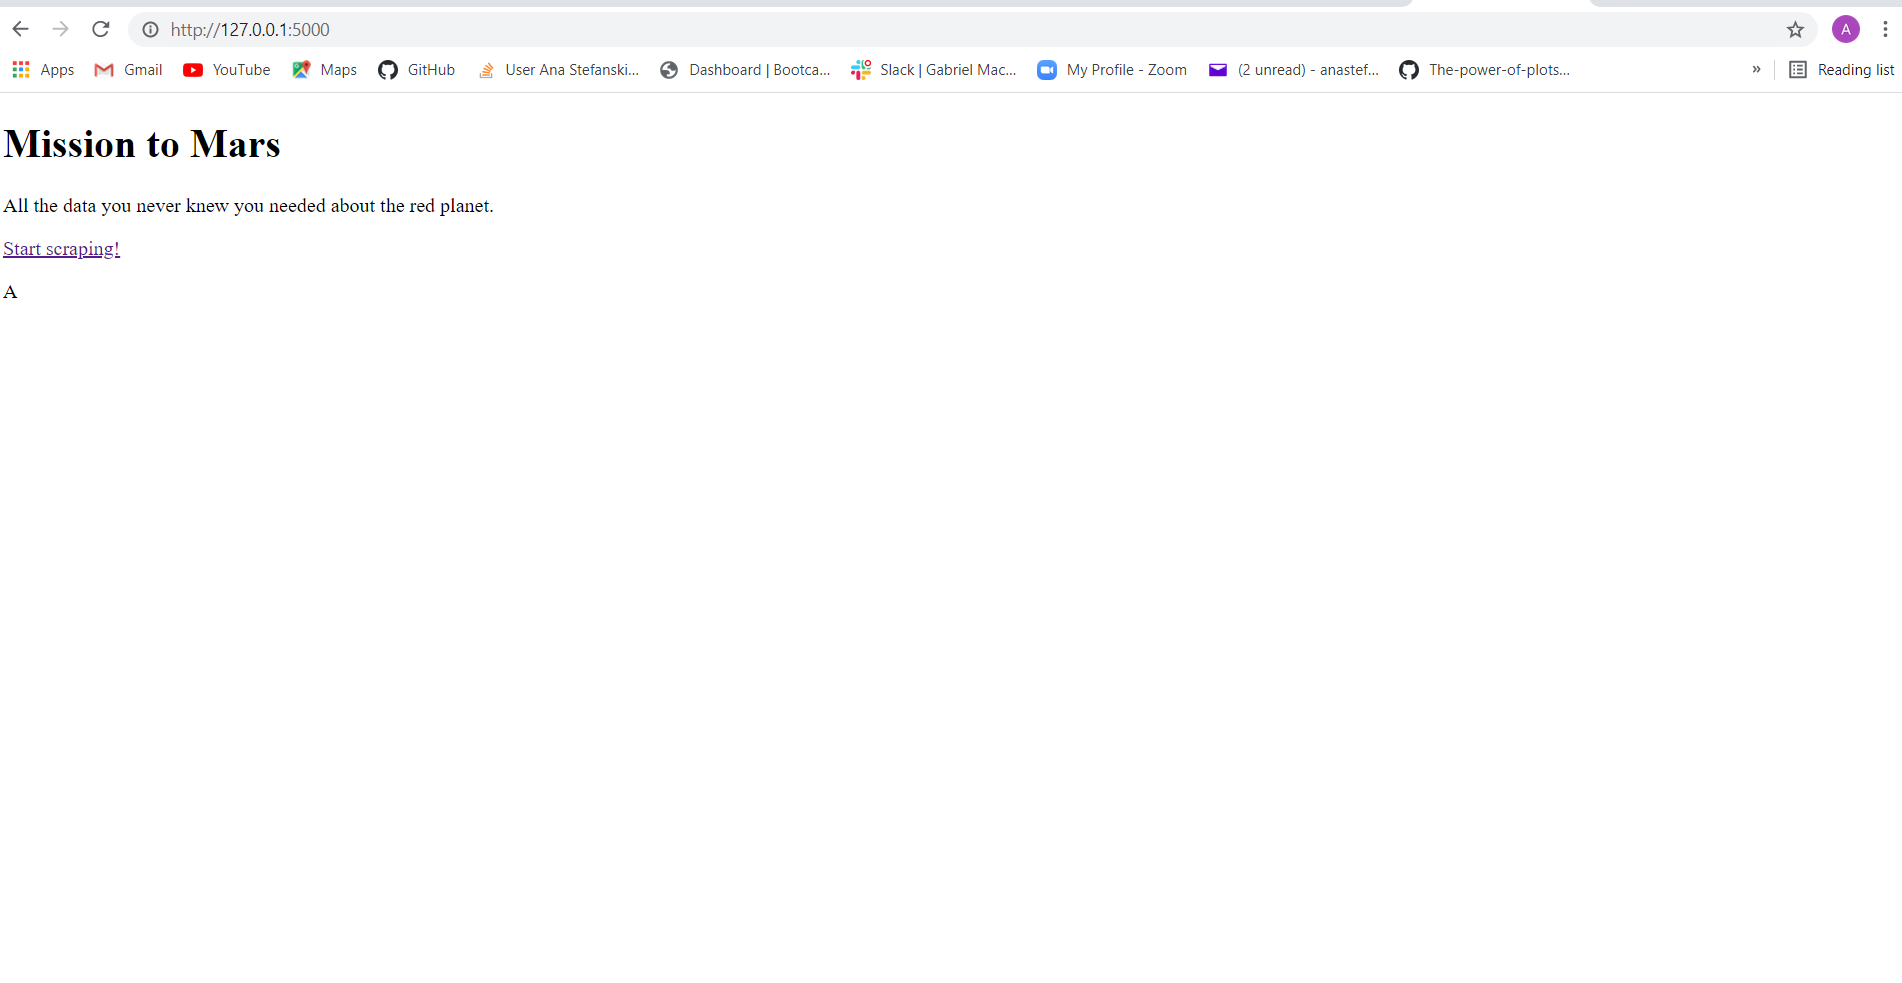 http://127.0.0.1:5000
A
Apps Gmail YouTube Maps GitHub User Ana Stefanski... Dashboard | Bootca... Slack | Gabriel Mac... My Profile - Zoom (2 unread) - anastef... The-power-of-plots... » Reading list
Mission to Mars
All the data you never knew you needed about the red planet.
Start scraping!
A